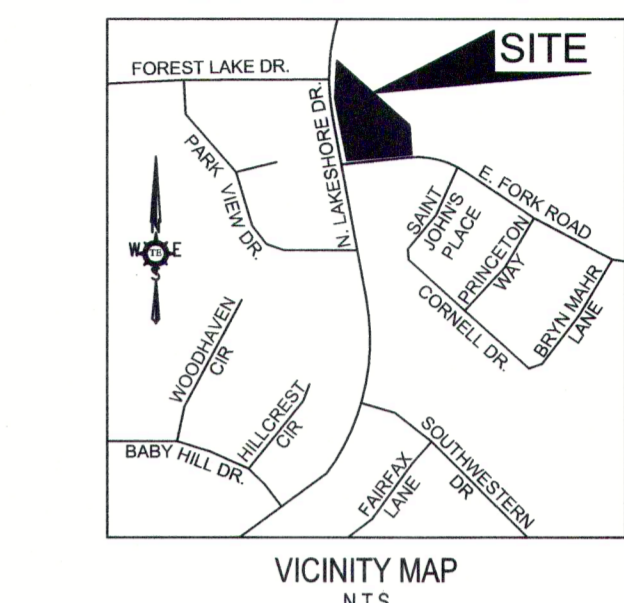 SITE
FOREST LAKE DR.
N. LAKESHORE DR.
PARK VIEW DR.
E. FORK ROAD
SAINT
JOHN'S
PLACE
PRINCETON
WAY
BRYN MAHR
LANE
CORNELL DR.
N
W TE E
S
WOODHAVEN
CIR
HILLCREST
CIR
BABY HILL DR.
SOUTHWESTERN
DR
FAIRFAX
LANE
VICINITY MAP
N.T.S.